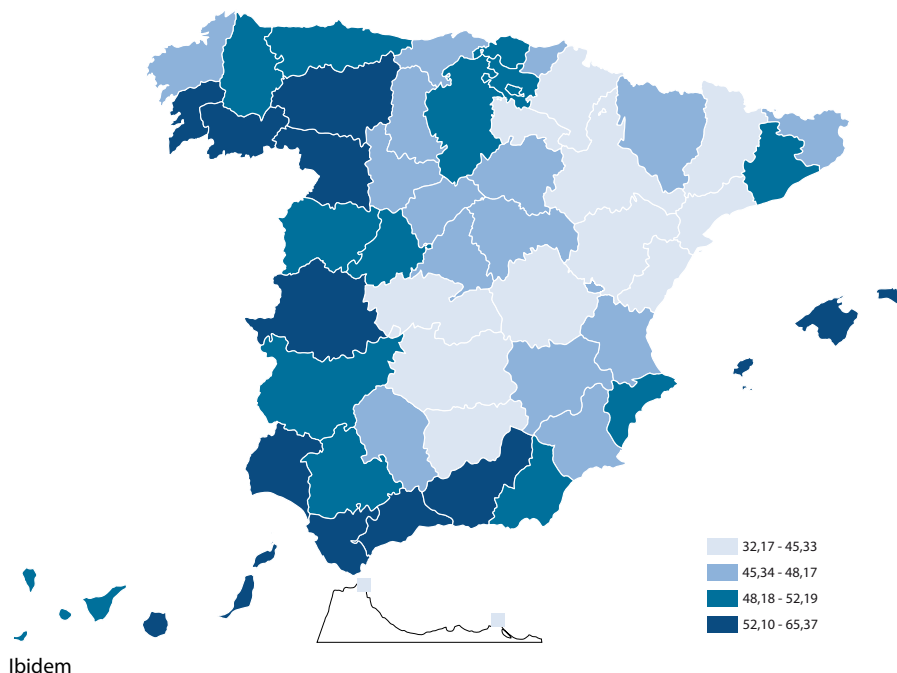 32,17 - 45,33
45,34 - 48,17
48,18 - 52,19
52,10 - 65,37
Ibidem